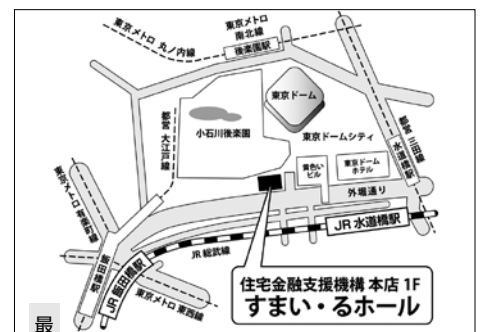 東京メトロ 丸ノ内線
東京メトロ
南北線
後楽園駅
東京ドーム
小石川後楽園
東京ドームシティ
都営 大江戸線
都営 三田線
水道橋駅
黄色い
ビル
東京ドーム
ホテル
外堀通り
東京メトロ 有楽町線
JR 水道橋駅
JR 総武線
飯田橋駅
JR 飯田橋駅
東京メトロ 東西線
住宅金融支援機構 本店 1F
すまい・るホール
最